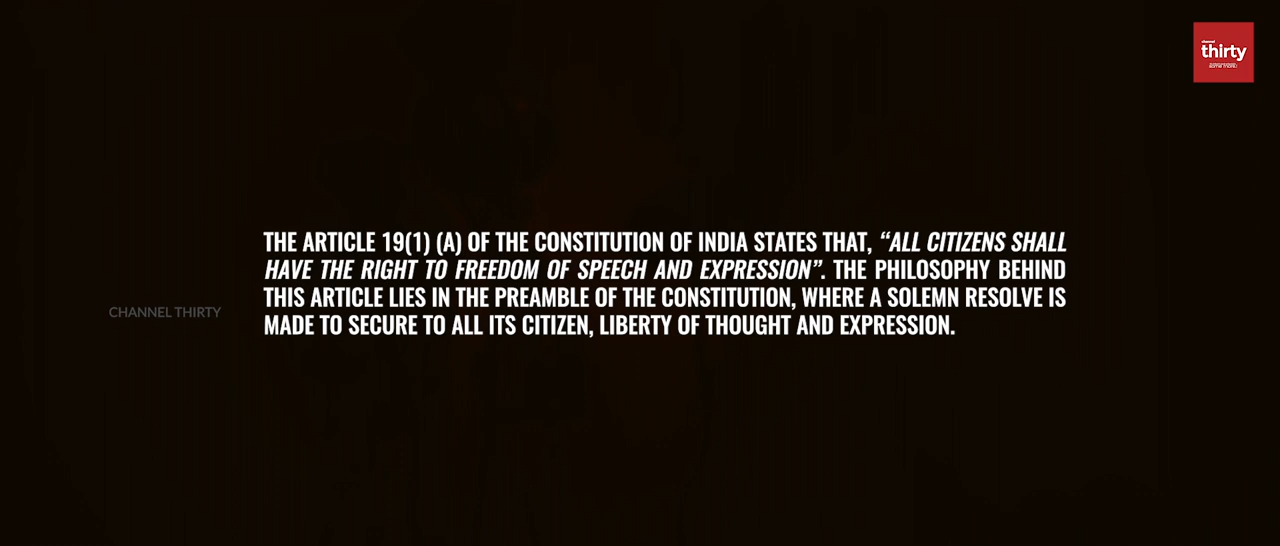 channel
thirty
THE ARTICLE 19(1) (A) OF THE CONSTITUTION OF INDIA STATES THAT, “ALL CITIZENS SHALL
HAVE THE RIGHT TO FREEDOM OF SPEECH AND EXPRESSION”. THE PHILOSOPHY BEHIND
THIS ARTICLE LIES IN THE PREAMBLE OF THE CONSTITUTION, WHERE A SOLEMN RESOLVE IS
MADE TO SECURE TO ALL ITS CITIZEN, LIBERTY OF THOUGHT AND EXPRESSION.
CHANNEL THIRTY